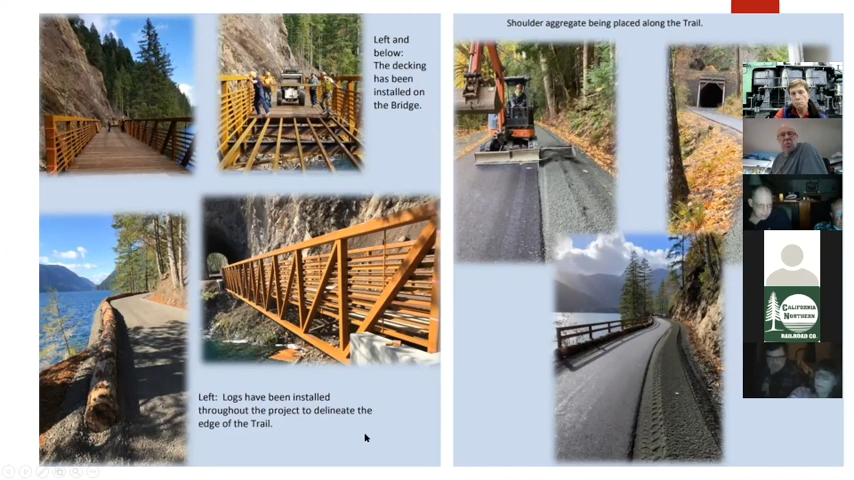 Left and
below:
The decking
has been
installed on
the Bridge.
Left: Logs have been installed
throughout the project to delineate the
edge of the Trail.
Shoulder aggregate being placed along the Trail.
CALIFORNIA
NORTHERN
RAILROAD CO.